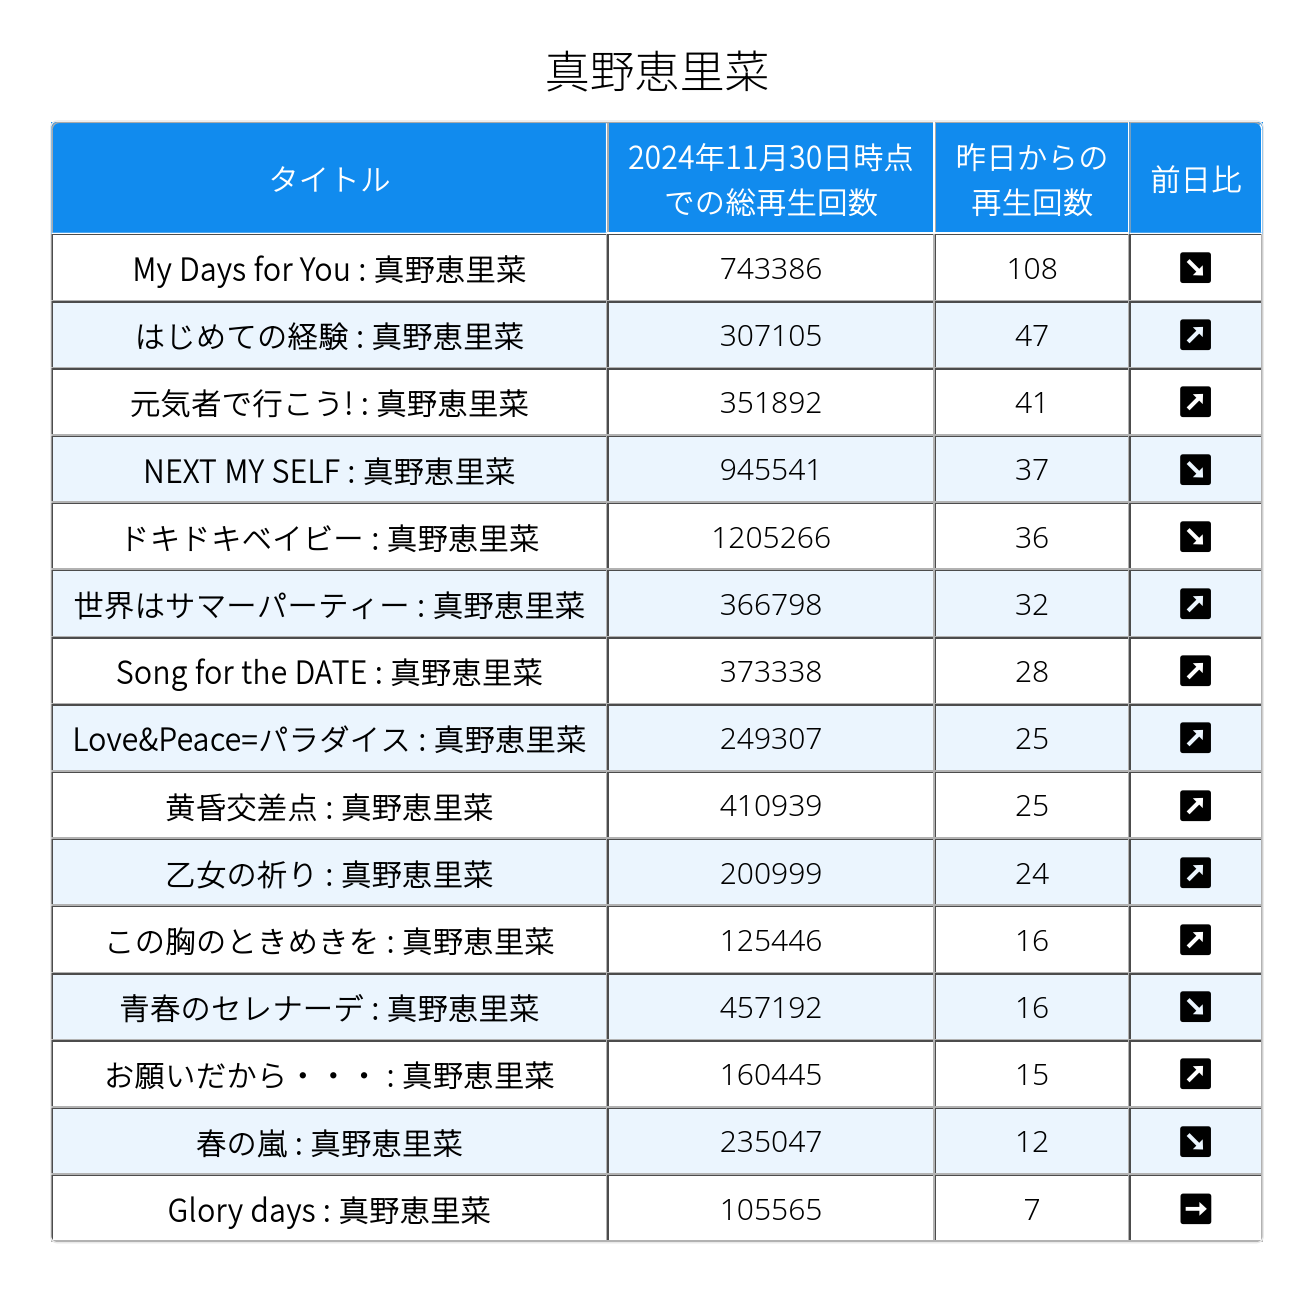 真野恵里菜
タイトル 2024年11月30日時点での総再生回数 昨日からの再生回数 前日比
My Days for You : 真野恵里菜 743386 108 ↘
はじめての経験 : 真野恵里菜 307105 47 ↗
元気者で行こう! : 真野恵里菜 351892 41 ↗
NEXT MY SELF : 真野恵里菜 945541 37 ↘
ドキドキベイビー : 真野恵里菜 1205266 36 ↘
世界はサマーパーティー : 真野恵里菜 366798 32 ↗
Song for the DATE : 真野恵里菜 373338 28 ↗
Love&Peace=パラダイス : 真野恵里菜 249307 25 ↗
黄昏交差点 : 真野恵里菜 410939 25 ↗
乙女の祈り : 真野恵里菜 200999 24 ↗
この胸のときめきを : 真野恵里菜 125446 16 ↗
青春のセレナーデ : 真野恵里菜 457192 16 ↘
お願いだから・・・ : 真野恵里菜 160445 15 ↗
春の嵐 : 真野恵里菜 235047 12 ↘
Glory days : 真野恵里菜 105565 7 →